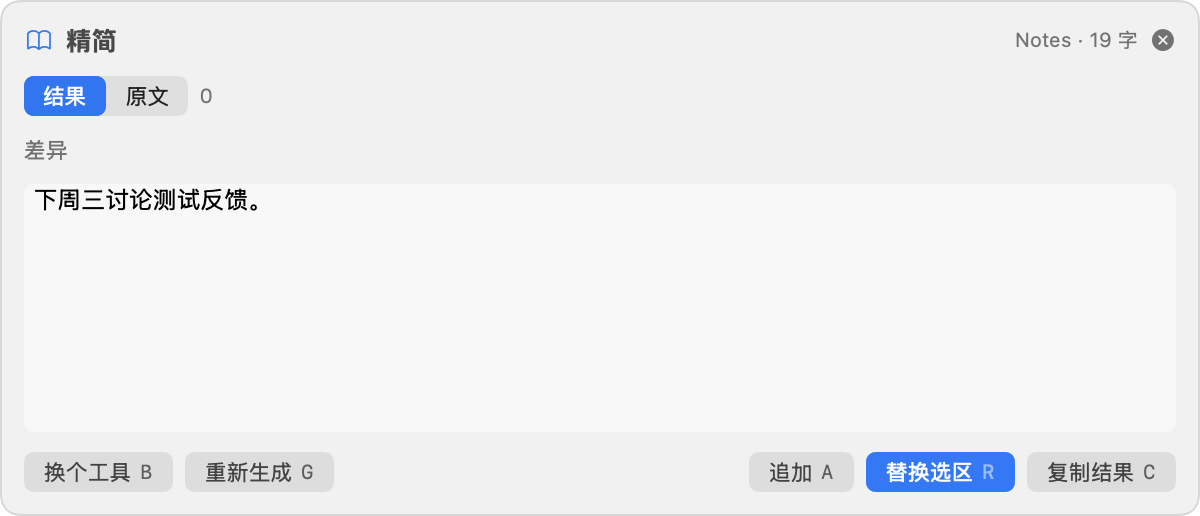 精简 Notes · 19 字
结果 原文 0
差异
下周三讨论测试反馈。
换个工具 B 重新生成 G 追加 A 替换选区 R 复制结果 C